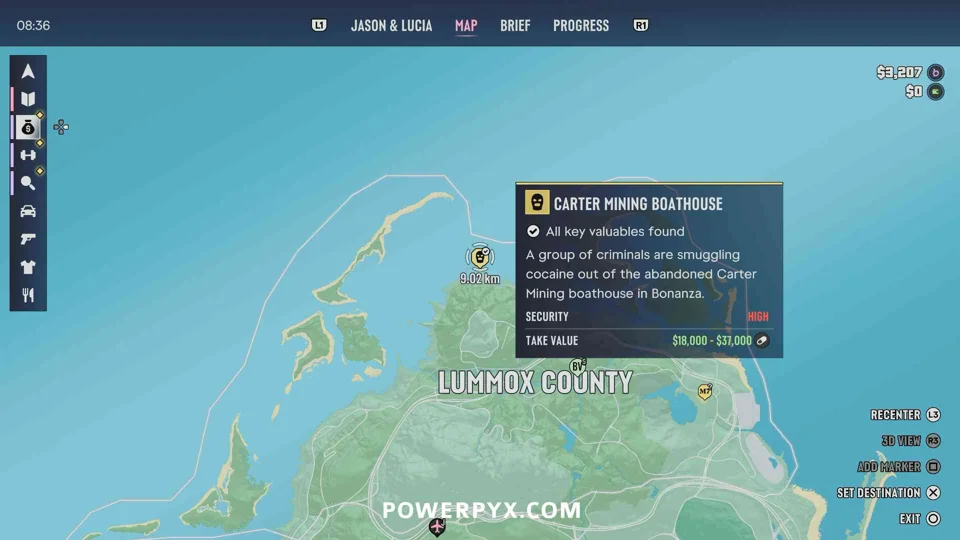 08:36
L1
JASON & LUCIA
MAP
BRIEF
PROGRESS
R1
$3,207
$0
CARTER MINING BOATHOUSE
All key valuables found
A group of criminals are smuggling
cocaine out of the abandoned Carter
Mining boathouse in Bonanza.
SECURITY HIGH
TAKE VALUE $18,000 - $37,000
9.02 km
BV
LUMMOX COUNTY
M7
RECENTER L3
3D VIEW R3
ADD MARKER
SET DESTINATION
EXIT
POWERPYX.COM